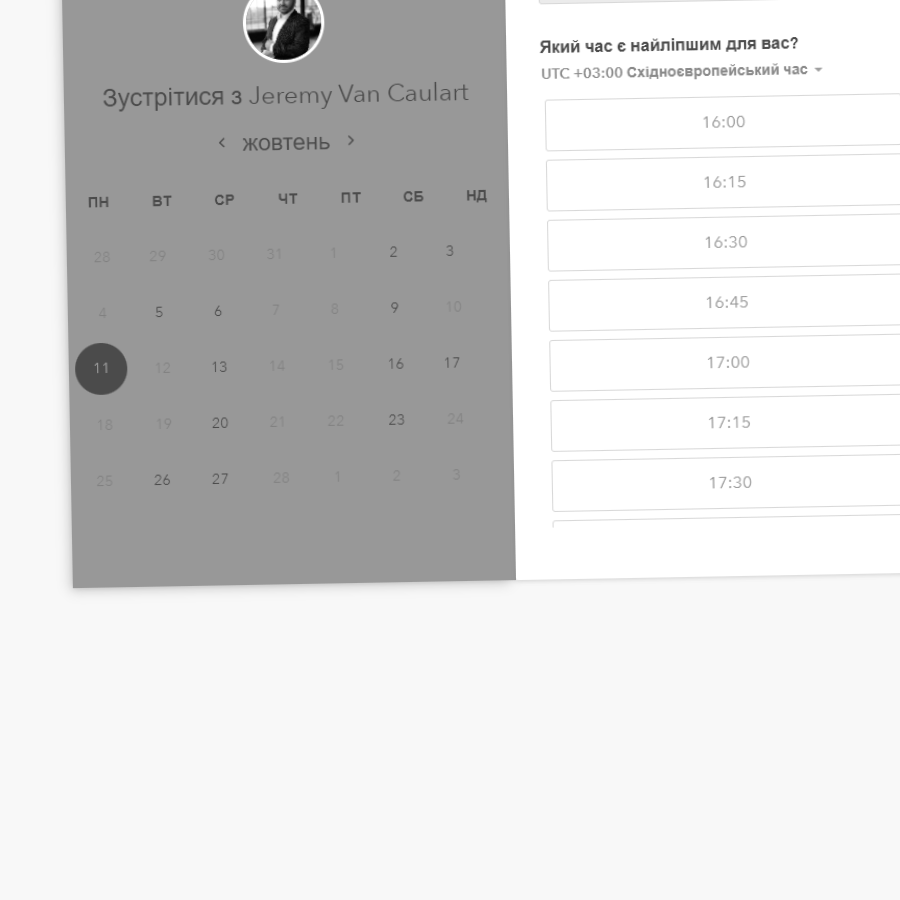 Зустрітися з Jeremy Van Caulart
жовтень
ПН ВТ СР ЧТ ПТ СБ НД
28 29 30 31 1 2 3
4 5 6 7 8 9 10
11 12 13 14 15 16 17
18 19 20 21 22 23 24
25 26 27 28 1 2 3
Який час є найліпшим для вас?
UTC +03:00 Східноєвропейський час
16:00
16:15
16:30
16:45
17:00
17:15
17:30